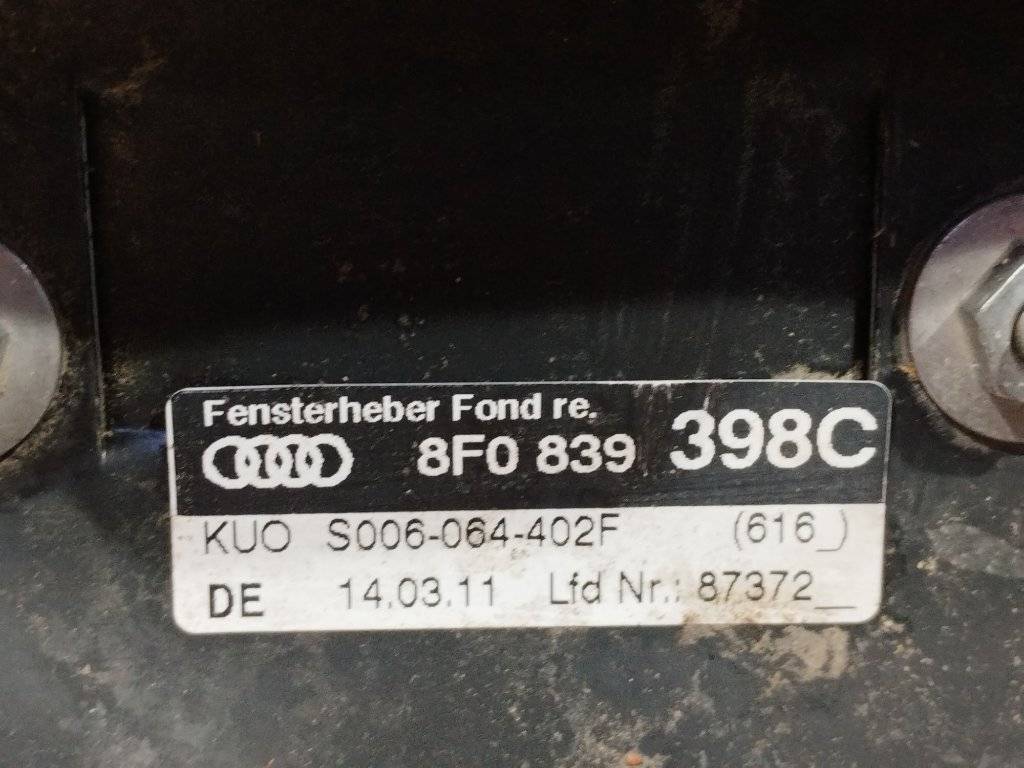 Fensterheber Fond re.
8F0 839 398C
KUO S006-064-402F (616_)
DE 14.03.11 Lfd Nr.: 87372__